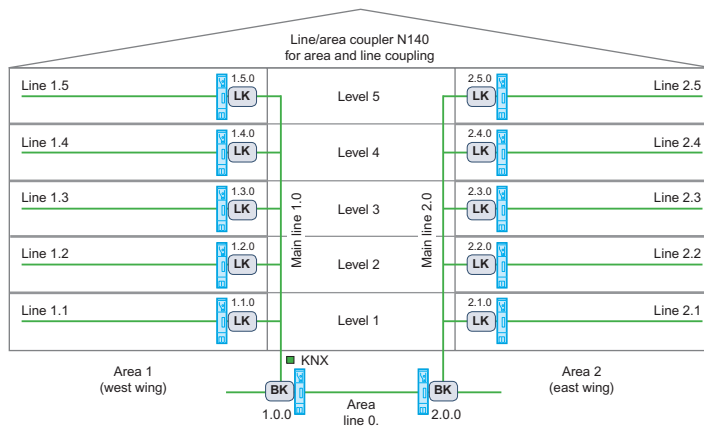 Line/area coupler N140
for area and line coupling
Line 1.5
1.5.0
LK
Level 5
2.5.0
LK
Line 2.5
Line 1.4
1.4.0
LK
Level 4
2.4.0
LK
Line 2.4
Line 1.3
1.3.0
LK
Level 3
2.3.0
LK
Line 2.3
Main line 1.0
Main line 2.0
Line 1.2
1.2.0
LK
Level 2
2.2.0
LK
Line 2.2
Line 1.1
1.1.0
LK
Level 1
2.1.0
LK
Line 2.1
KNX
Area 1
(west wing)
Area 2
(east wing)
BK
1.0.0
Area
line 0.
BK
2.0.0